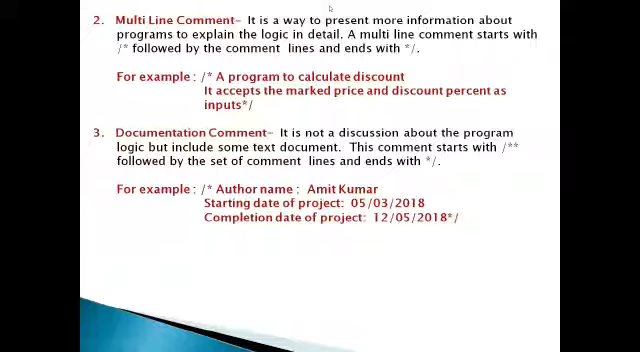 2. Multi Line Comment- It is a way to present more information about
programs to explain the logic in detail. A multi line comment starts with
/* followed by the comment lines and ends with */.
For example : /* A program to calculate discount
It accepts the marked price and discount percent as
inputs*/
3. Documentation Comment- It is not a discussion about the program
logic but include some text document. This comment starts with /**
followed by the set of comment lines and ends with */.
For example : /* Author name : Amit Kumar
Starting date of project: 05/03/2018
Completion date of project: 12/05/2018*/